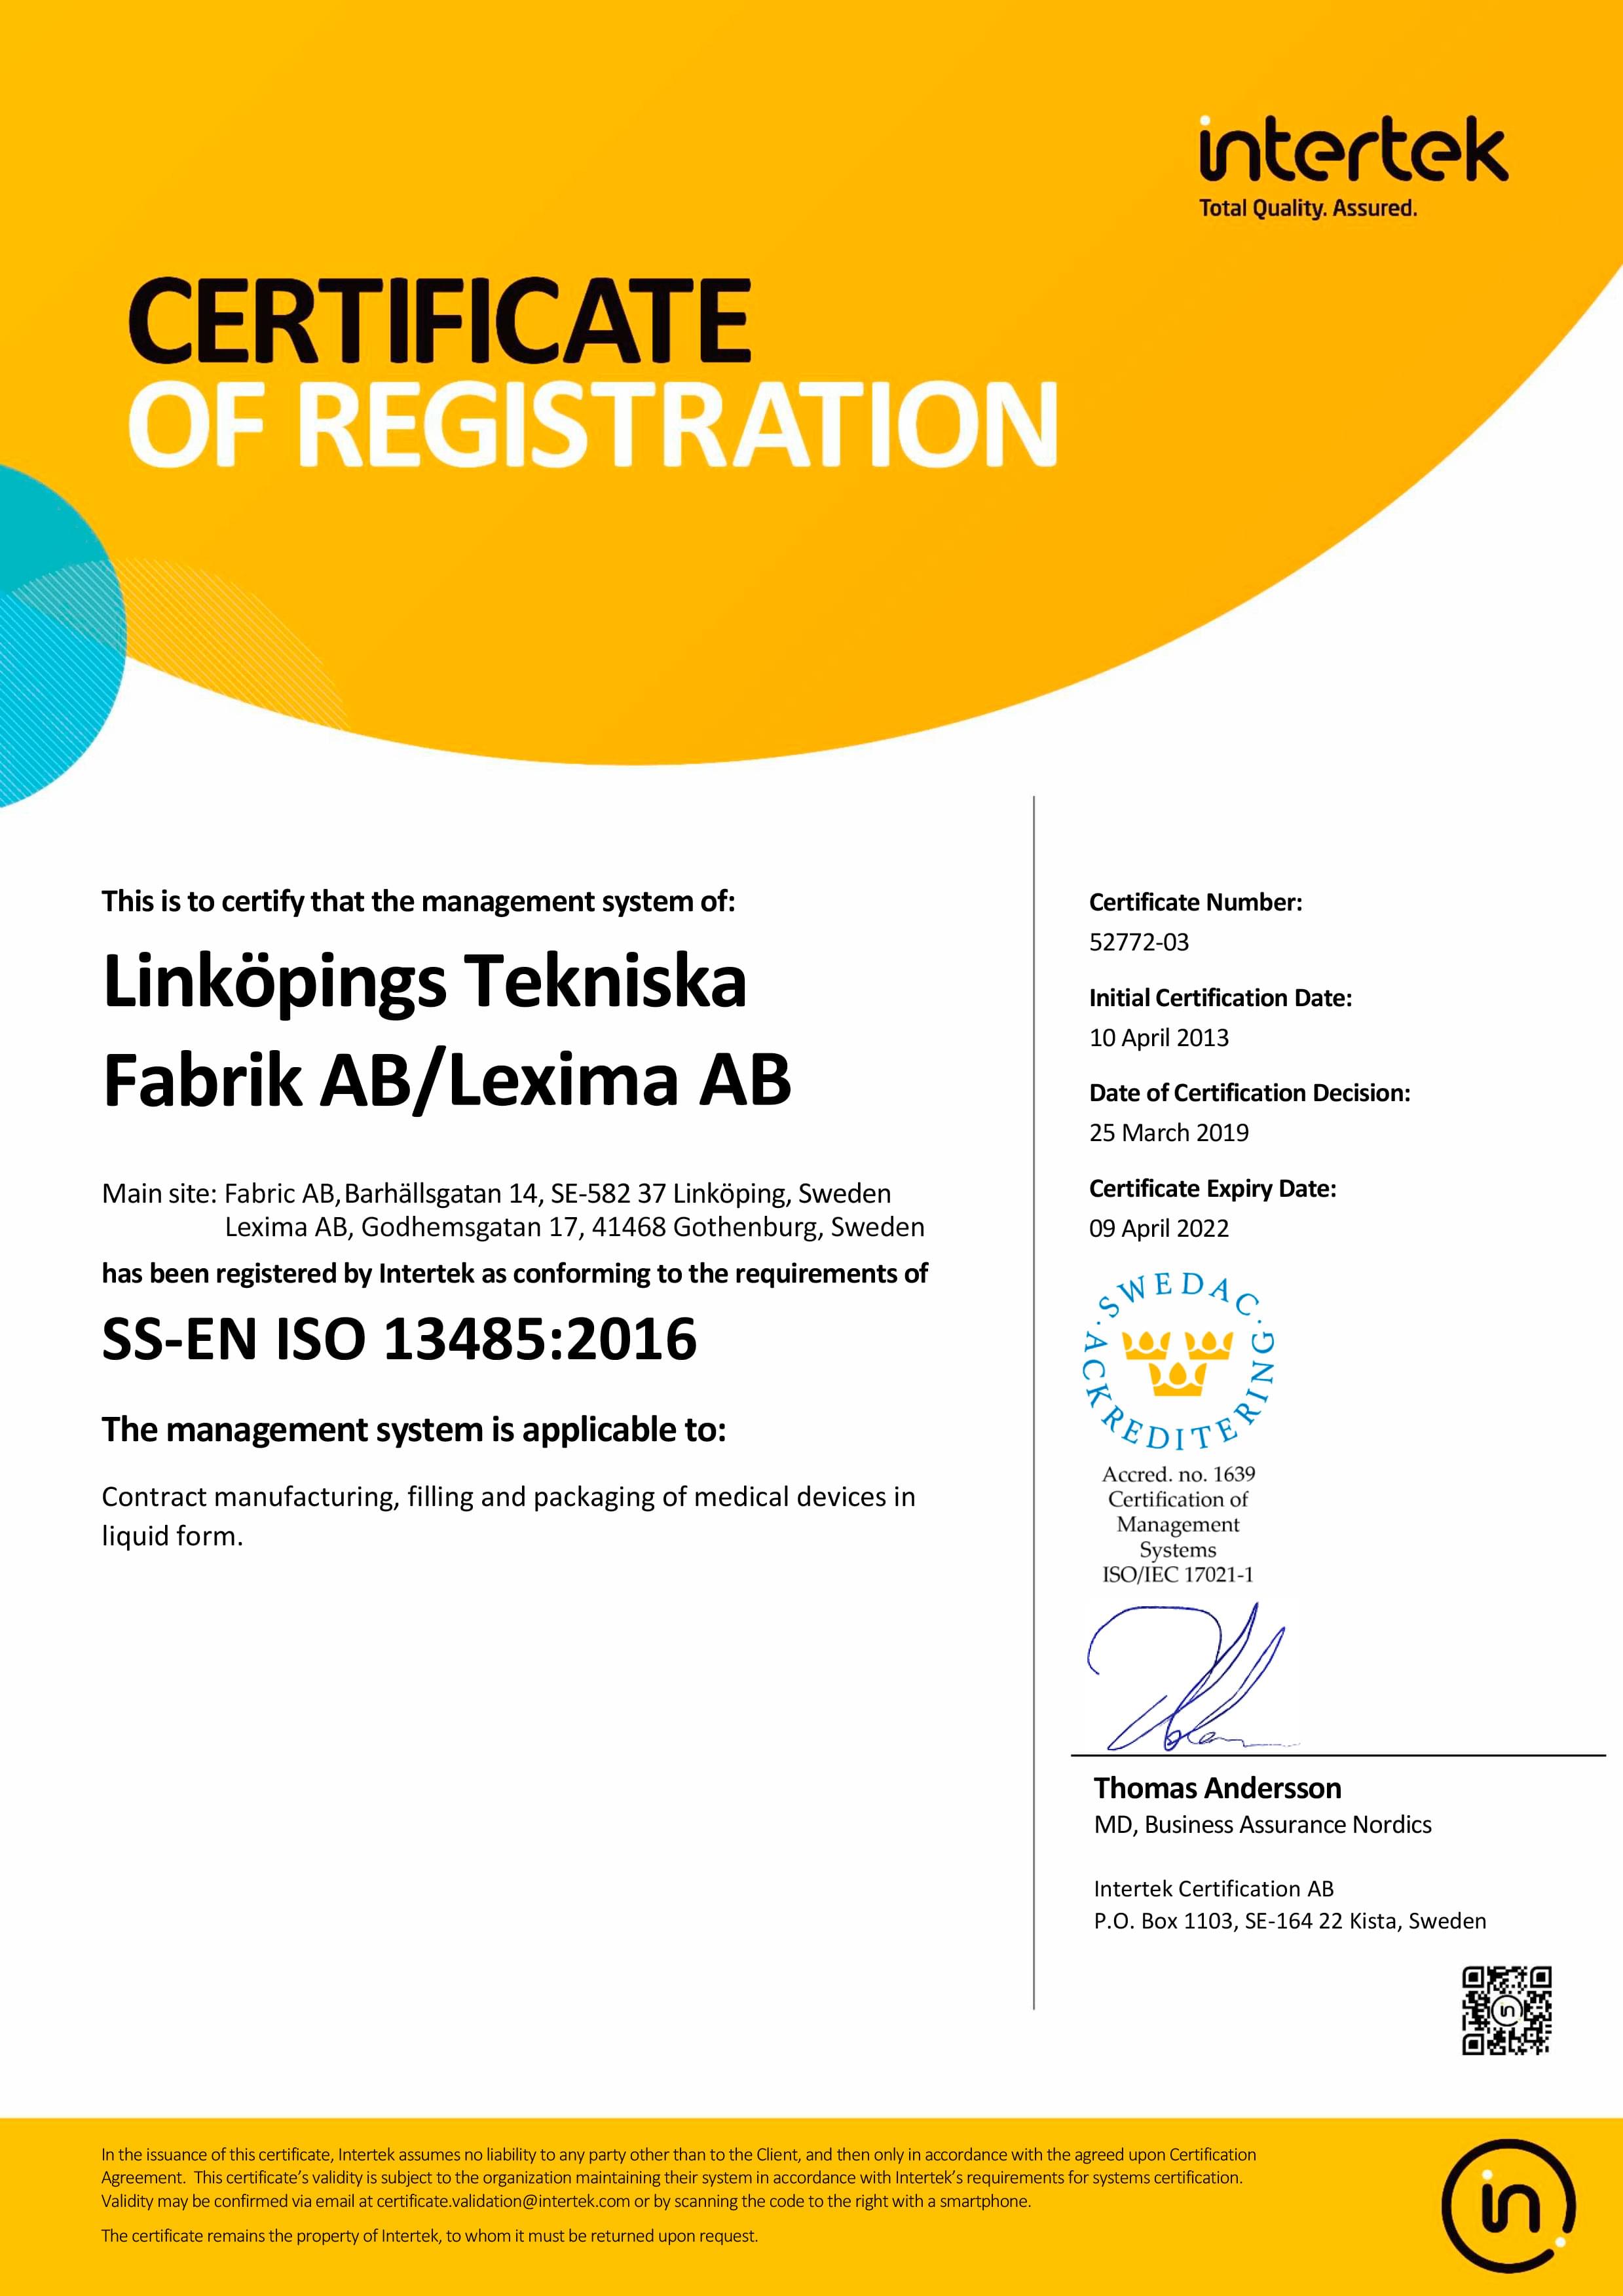 intertek
Total Quality. Assured.
CERTIFICATE
OF REGISTRATION
This is to certify that the management system of:
Linköpings Tekniska
Fabrik AB/Lexima AB
Main site: Fabric AB, Barhällsgatan 14, SE-582 37 Linköping, Sweden
Lexima AB, Godhemsgatan 17, 41468 Gothenburg, Sweden
has been registered by Intertek as conforming to the requirements of
SS-EN ISO 13485:2016
The management system is applicable to:
Contract manufacturing, filling and packaging of medical devices in
liquid form.
Certificate Number:
52772-03
Initial Certification Date:
10 April 2013
Date of Certification Decision:
25 March 2019
Certificate Expiry Date:
09 April 2022
· SWEDAC ·
ACKREDITERING
Accred. no. 1639
Certification of
Management
Systems
ISO/IEC 17021-1
Thomas Andersson
MD, Business Assurance Nordics
Intertek Certification AB
P.O. Box 1103, SE-164 22 Kista, Sweden
in
In the issuance of this certificate, Intertek assumes no liability to any party other than to the Client, and then only in accordance with the agreed upon Certification
Agreement. This certificate's validity is subject to the organization maintaining their system in accordance with Intertek's requirements for systems certification.
Validity may be confirmed via email at certificate.validation@intertek.com or by scanning the code to the right with a smartphone.
The certificate remains the property of Intertek, to whom it must be returned upon request.
in